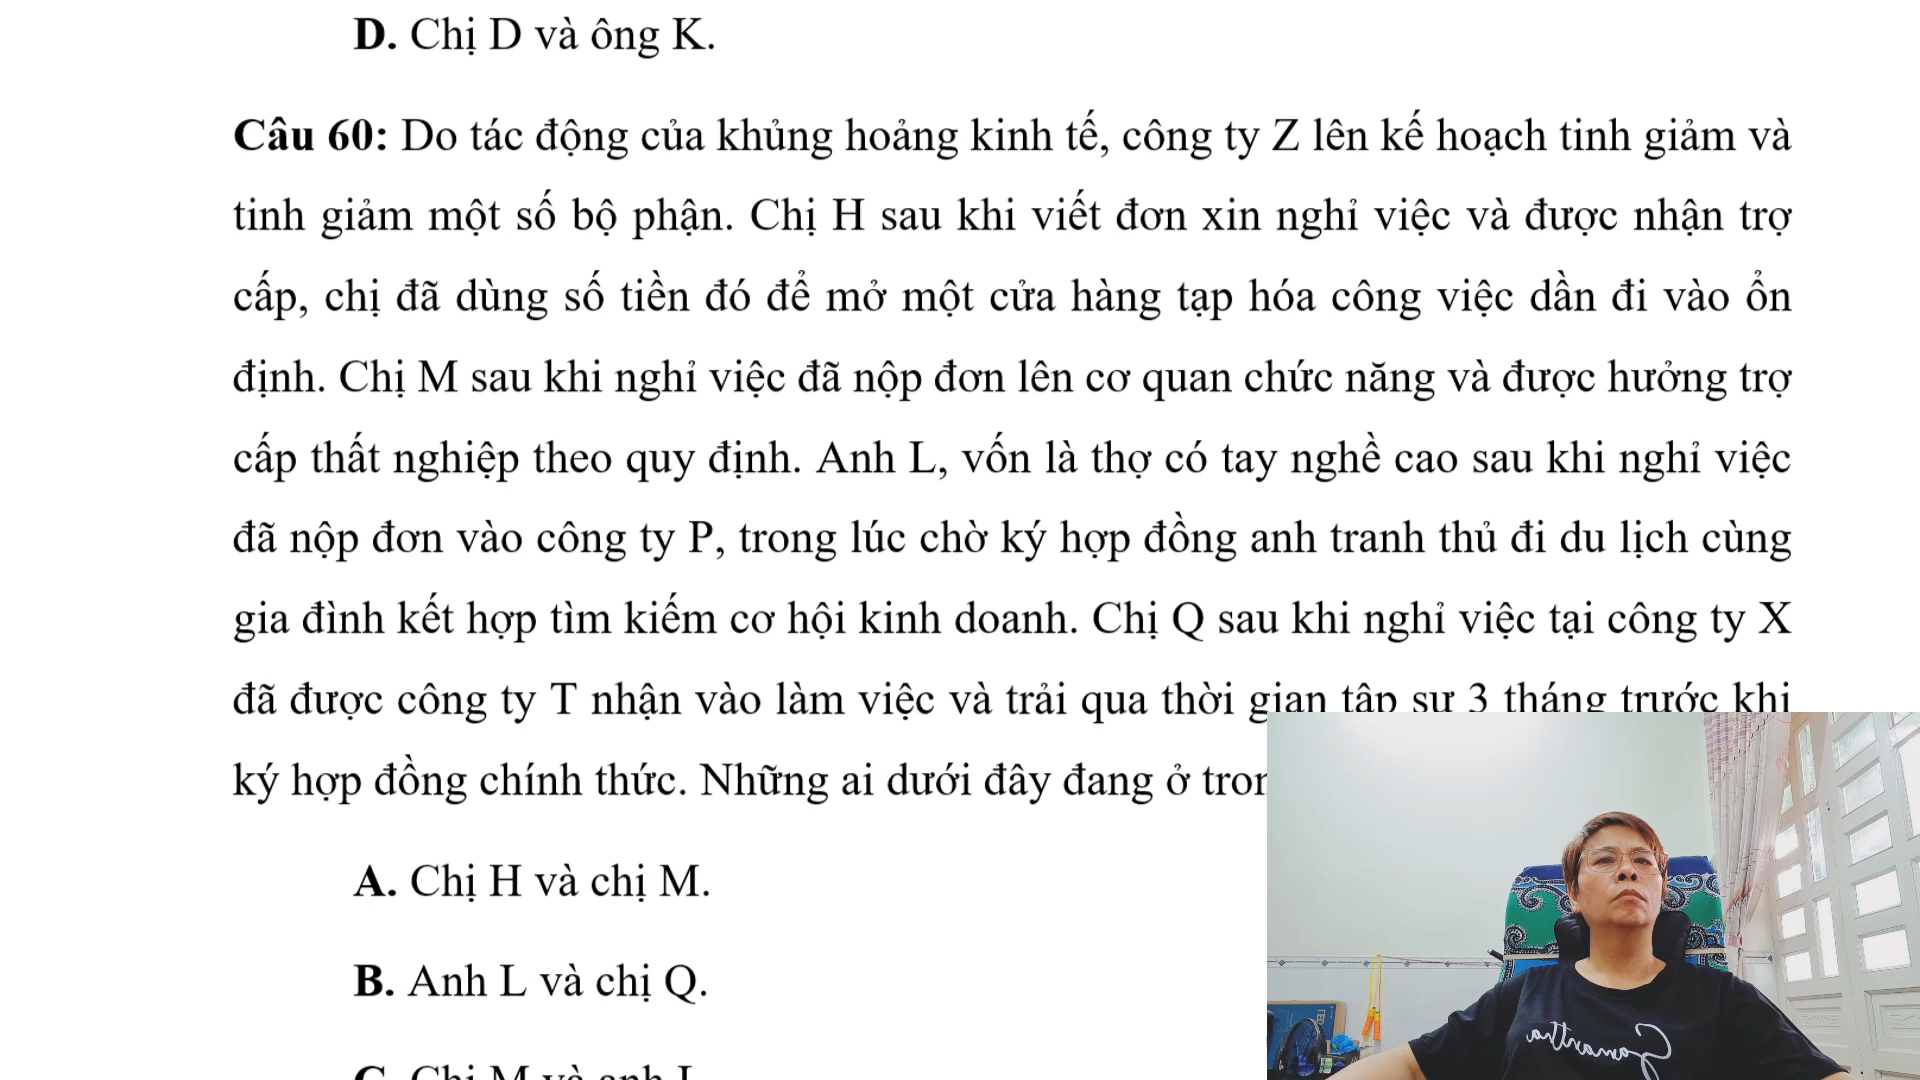 D. Chị D và ông K.
Câu 60: Do tác động của khủng hoảng kinh tế, công ty Z lên kế hoạch tinh giảm và
tinh giảm một số bộ phận. Chị H sau khi viết đơn xin nghỉ việc và được nhận trợ
cấp, chị đã dùng số tiền đó để mở một cửa hàng tạp hóa công việc dần đi vào ổn
định. Chị M sau khi nghỉ việc đã nộp đơn lên cơ quan chức năng và được hưởng trợ
cấp thất nghiệp theo quy định. Anh L, vốn là thợ có tay nghề cao sau khi nghỉ việc
đã nộp đơn vào công ty P, trong lúc chờ ký hợp đồng anh tranh thủ đi du lịch cùng
gia đình kết hợp tìm kiếm cơ hội kinh doanh. Chị Q sau khi nghỉ việc tại công ty X
đã được công ty T nhận vào làm việc và trải qua thời gian tập sự 3 tháng trước khi
ký hợp đồng chính thức. Những ai dưới đây đang ở
A. Chị H và chị M.
B. Anh L và chị Q.
C. Chị M và anh L
Samantha